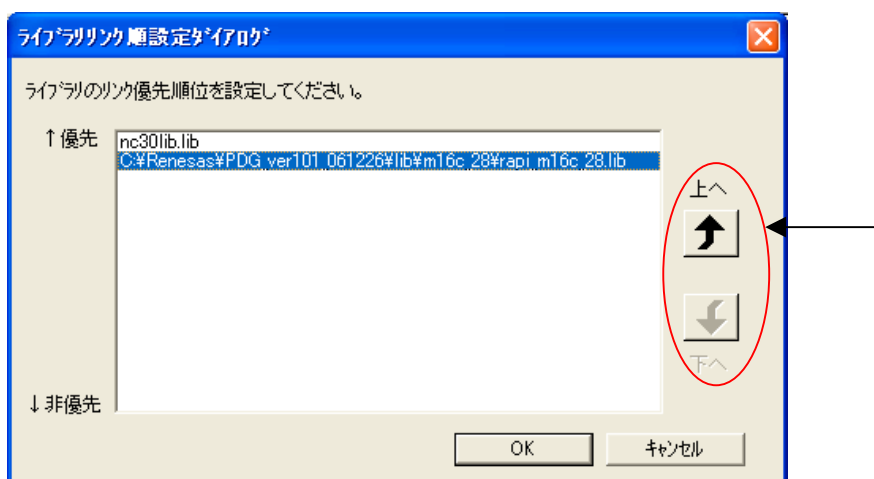 ﾗｲﾌﾞﾗﾘﾘﾝｸ順設定ﾀﾞｲｱﾛｸﾞ
ﾗｲﾌﾞﾗﾘのﾘﾝｸ優先順位を設定してください。
↑優先
nc30lib.lib
C:¥Renesas¥PDG_ver101_061226¥lib¥m16c_28¥rapi_m16c_28.lib
上へ
下へ
↓非優先
OK
ｷｬﾝｾﾙ